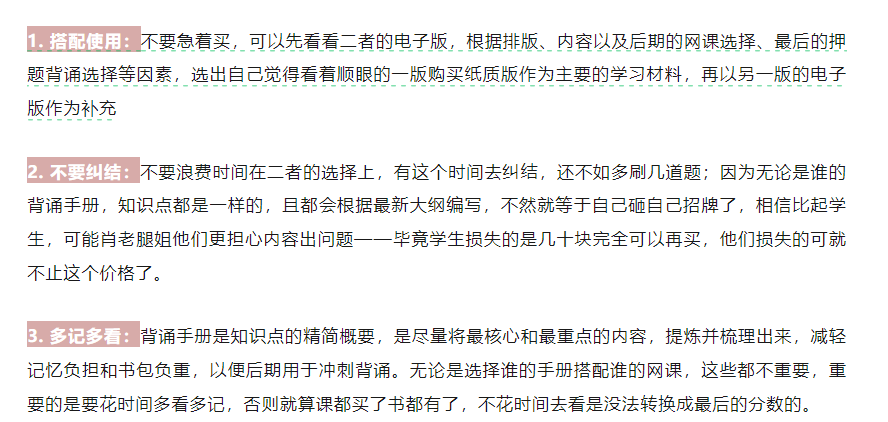 1. 搭配使用：不要急着买，可以先看看二者的电子版，根据排版、内容以及后期的网课选择、最后的押
题背诵选择等因素，选出自己觉得看着顺眼的一版购买纸质版作为主要的学习材料，再以另一版的电子
版作为补充
2. 不要纠结：不要浪费时间在二者的选择上，有这个时间去纠结，还不如多刷几道题；因为无论是谁的
背诵手册，知识点都是一样的，且都会根据最新大纲编写，不然就等于自己砸自己招牌了，相信比起学
生，可能肖老腿姐他们更担心内容出问题——毕竟学生损失的是几十块完全可以再买，他们损失的可就
不止这个价格了。
3. 多记多看：背诵手册是知识点的精简概要，是尽量将最核心和最重点的内容，提炼并梳理出来，减轻
记忆负担和书包负重，以便后期用于冲刺背诵。无论是选择谁的手册搭配谁的网课，这些都不重要，重
要的是要花时间多看多记，否则就算课都买了书都有了，不花时间去看是没法转换成最后的分数的。